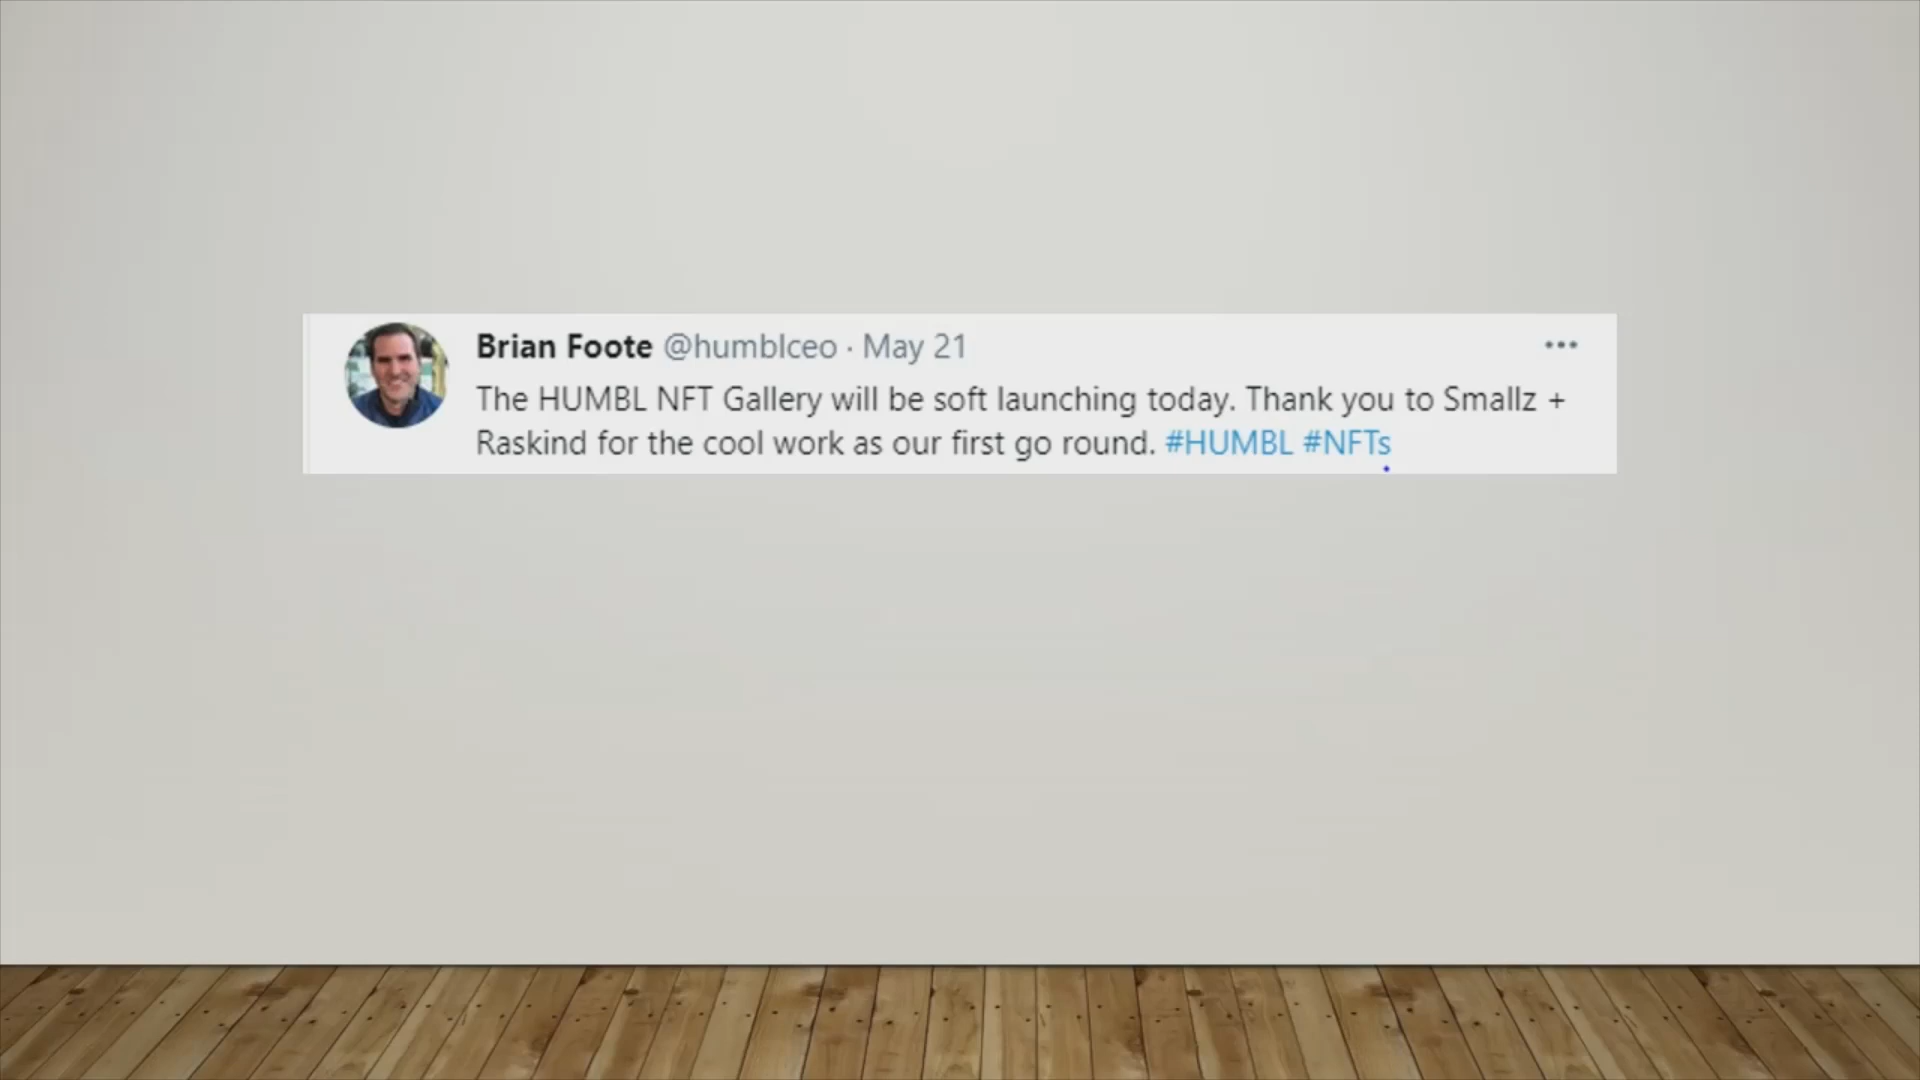 Brian Foote @humblceo · May 21
The HUMBL NFT Gallery will be soft launching today. Thank you to Smallz +
Raskind for the cool work as our first go round. #HUMBL #NFTs